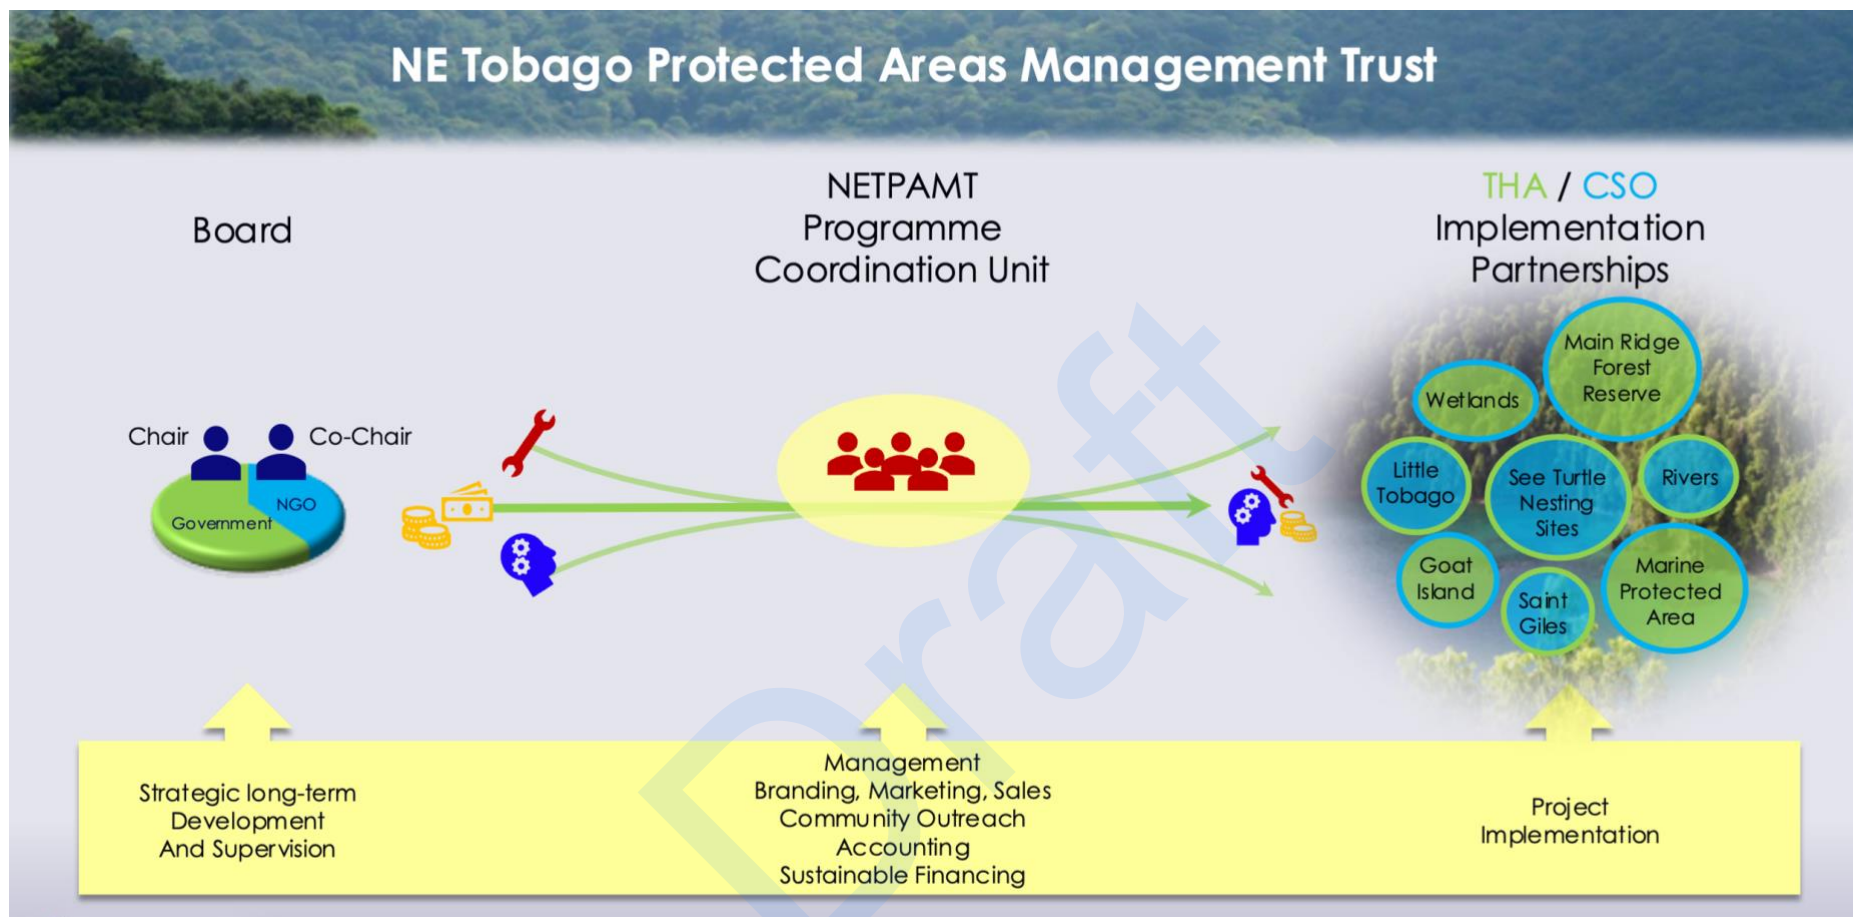 NE Tobago Protected Areas Management Trust
Board
NETPAMT
Programme
Coordination Unit
THA / CSO
Implementation
Partnerships
Chair
Co-Chair
Government
NGO
Main Ridge
Forest
Reserve
Wetlands
Little
Tobago
See Turtle
Nesting
Sites
Rivers
Goat
Island
Saint
Giles
Marine
Protected
Area
Strategic long-term
Development
And Supervision
Management
Branding, Marketing, Sales
Community Outreach
Accounting
Sustainable Financing
Project
Implementation
Draft